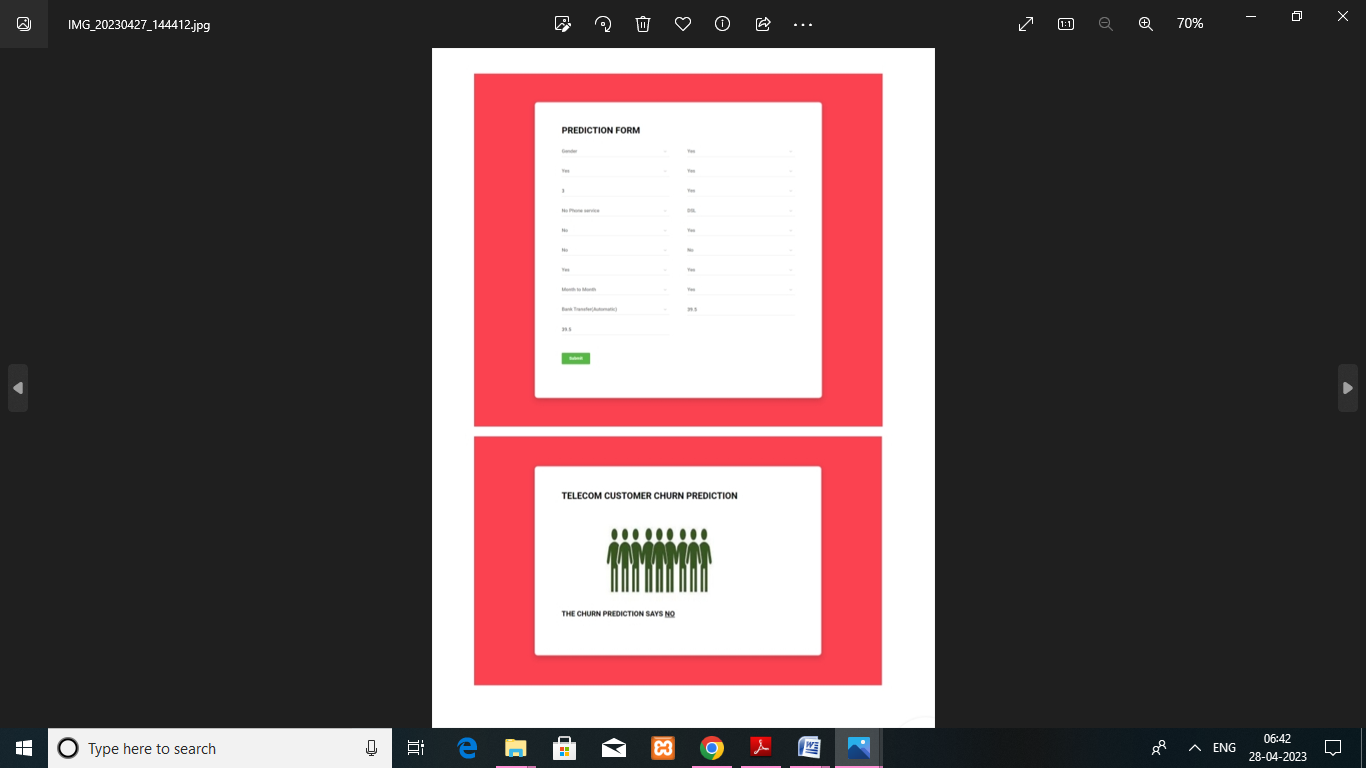 IMG_20230427_144412.jpg
70%
PREDICTION FORM
Gender Yes
Yes Yes
3 Yes
No Phone service DSL
No Yes
No No
Yes Yes
Month to Month Yes
Bank Transfer(Automatic) 39.5
39.5
Submit
TELECOM CUSTOMER CHURN PREDICTION
THE CHURN PREDICTION SAYS NO
Type here to search
ENG
06:42
28-04-2023